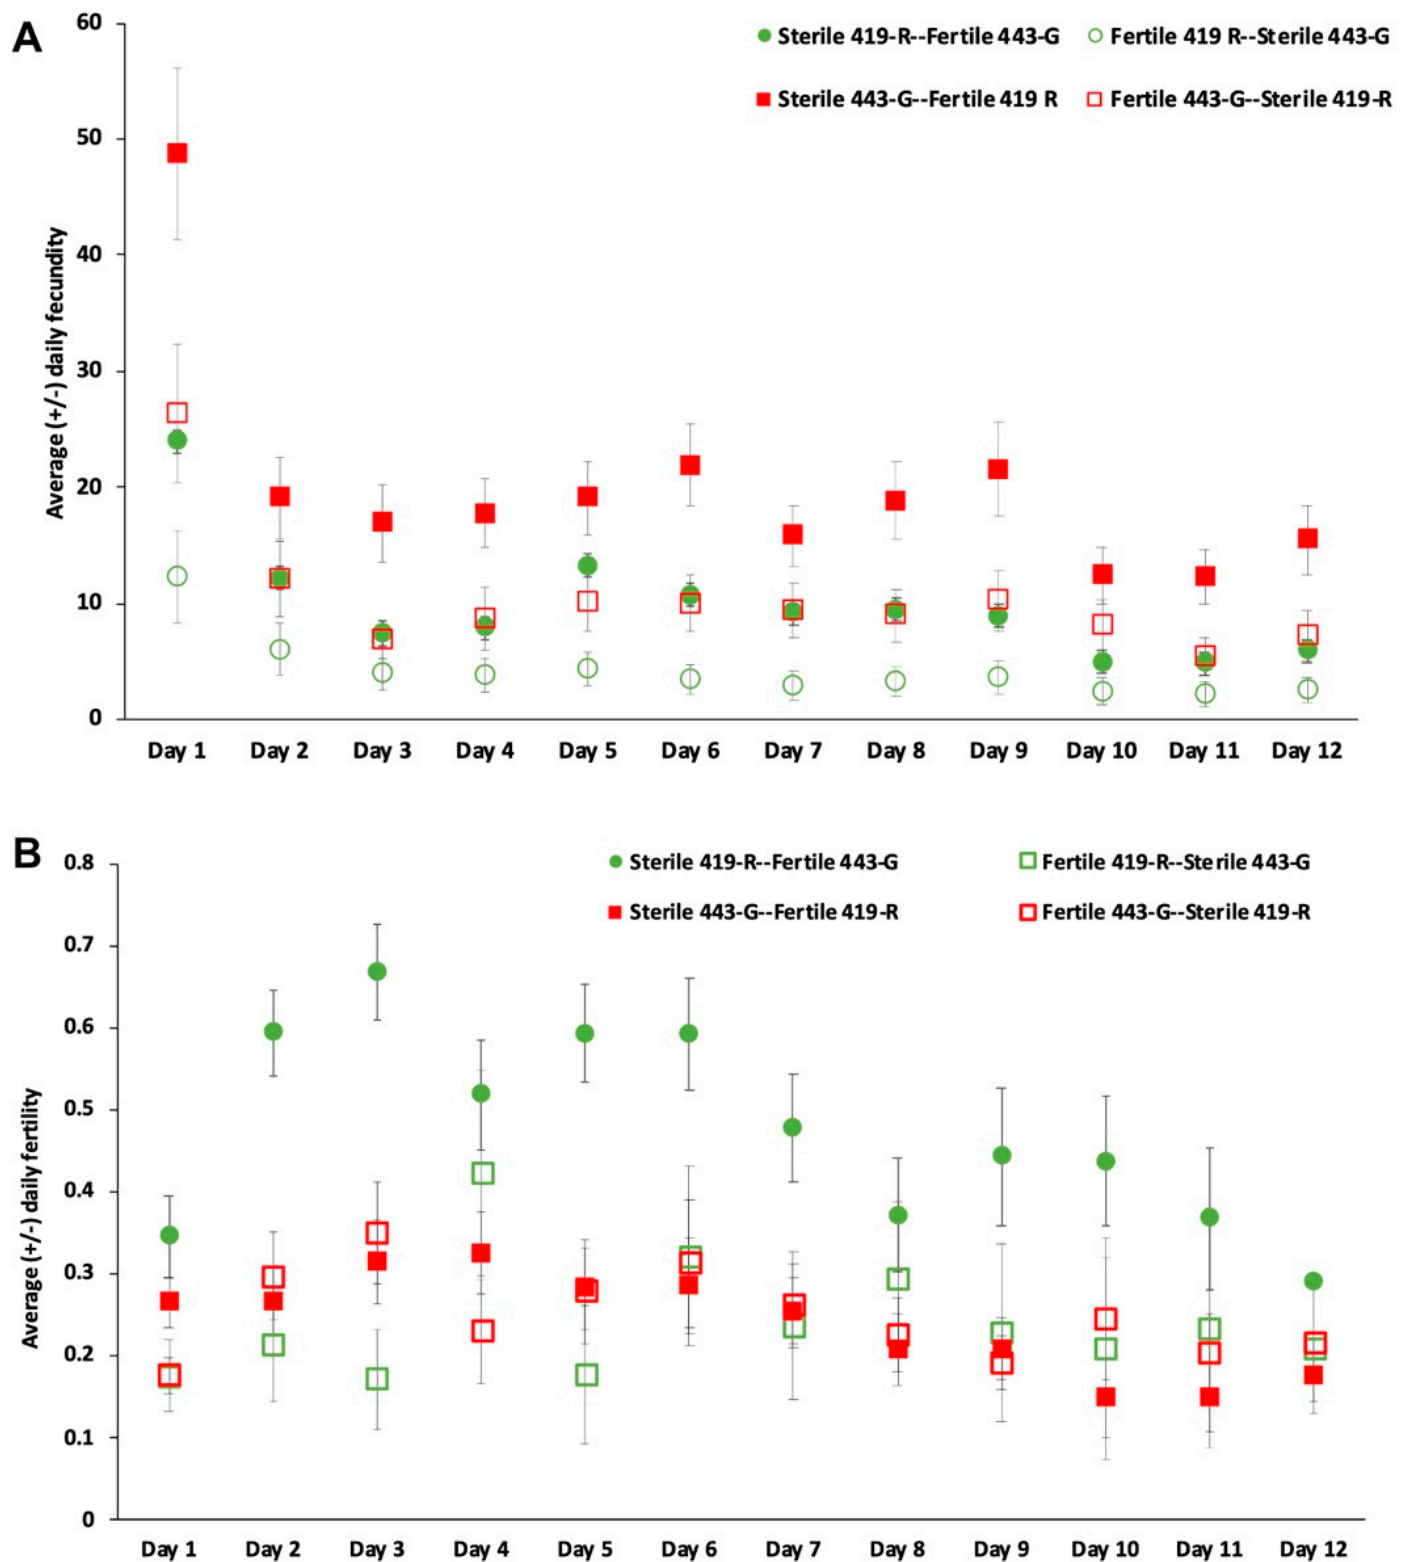 A
60
Sterile 419-R--Fertile 443-G
Fertile 419 R--Sterile 443-G
Sterile 443-G--Fertile 419 R
Fertile 443-G--Sterile 419-R
50
40
30
20
10
0
Average (+/-) daily fecundity
Day 1 Day 2 Day 3 Day 4 Day 5 Day 6 Day 7 Day 8 Day 9 Day 10 Day 11 Day 12
B
0.8
Sterile 419-R--Fertile 443-G
Fertile 419-R--Sterile 443-G
Sterile 443-G--Fertile 419-R
Fertile 443-G--Sterile 419-R
0.7
0.6
0.5
0.4
0.3
0.2
0.1
0
Average (+/-) daily fertility
Day 1 Day 2 Day 3 Day 4 Day 5 Day 6 Day 7 Day 8 Day 9 Day 10 Day 11 Day 12